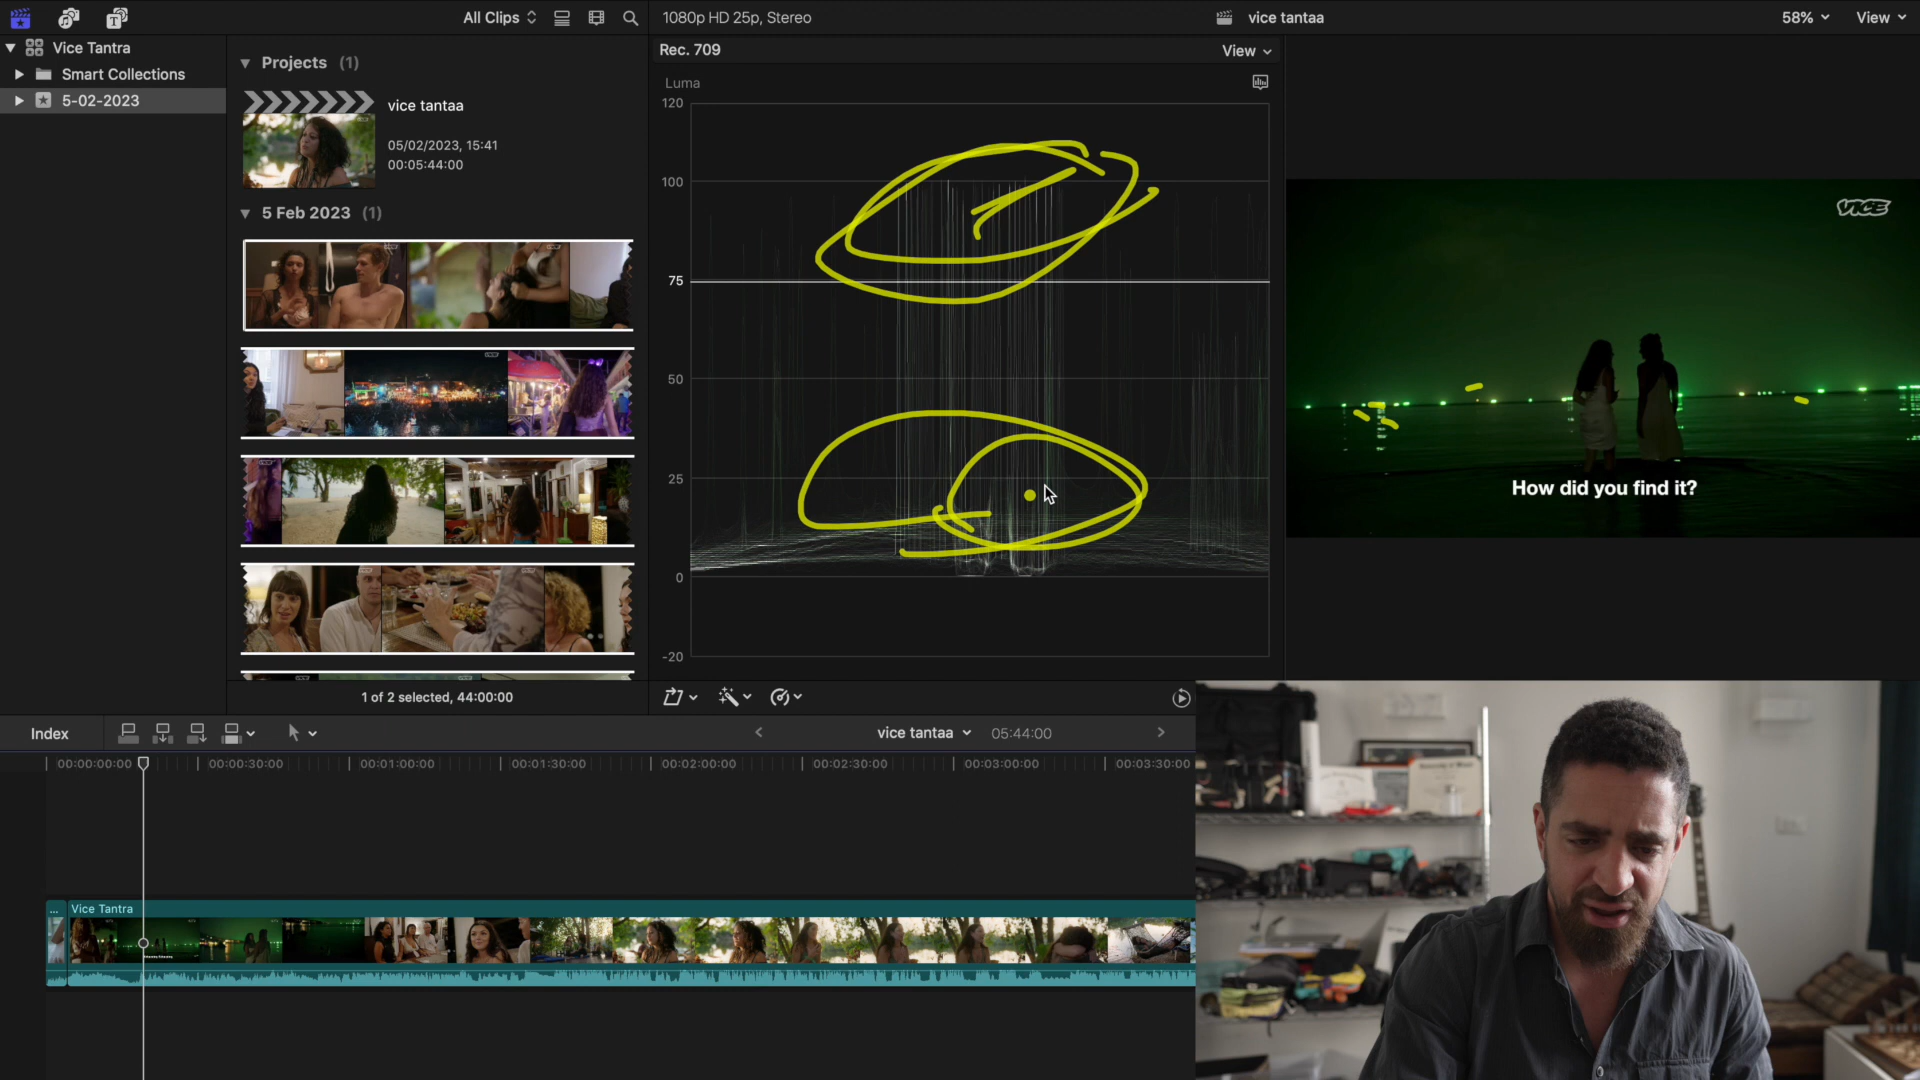 All Clips
1080p HD 25p, Stereo
vice tantaa
58%
View
Vice Tantra
Smart Collections
5-02-2023
Projects (1)
vice tantaa
05/02/2023, 15:41
00:05:44:00
5 Feb 2023 (1)
1 of 2 selected, 44:00:00
Rec. 709
View
Luma
120
100
75
50
25
0
-20
VICE
How did you find it?
Index
vice tantaa
05:44:00
00:00:00:00
00:00:30:00
00:01:00:00
00:01:30:00
00:02:00:00
00:02:30:00
00:03:00:00
00:03:30:00
...
Vice Tantra